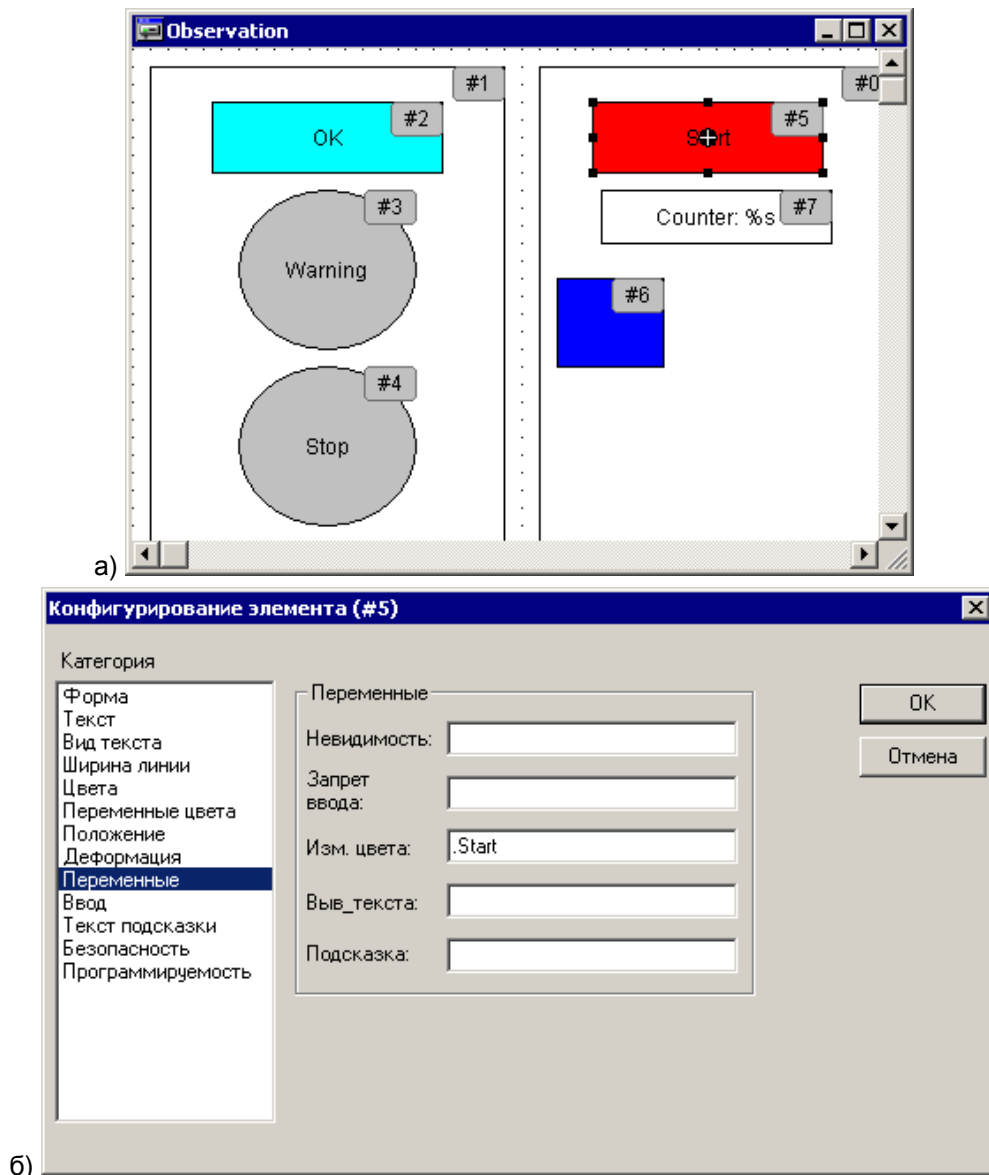 Observation
#1
#0
#2
OK
#5
Start
#3
Warning
#7
Counter: %s
#6
#4
Stop
а)
Конфигурирование элемента (#5)
Категория
Форма
Текст
Вид текста
Ширина линии
Цвета
Переменные цвета
Положение
Деформация
Переменные
Ввод
Текст подсказки
Безопасность
Программируемость
Переменные
Невидимость:
Запрет
ввода:
Изм. цвета: .Start
Выв_текста:
Подсказка:
OK
Отмена
б)